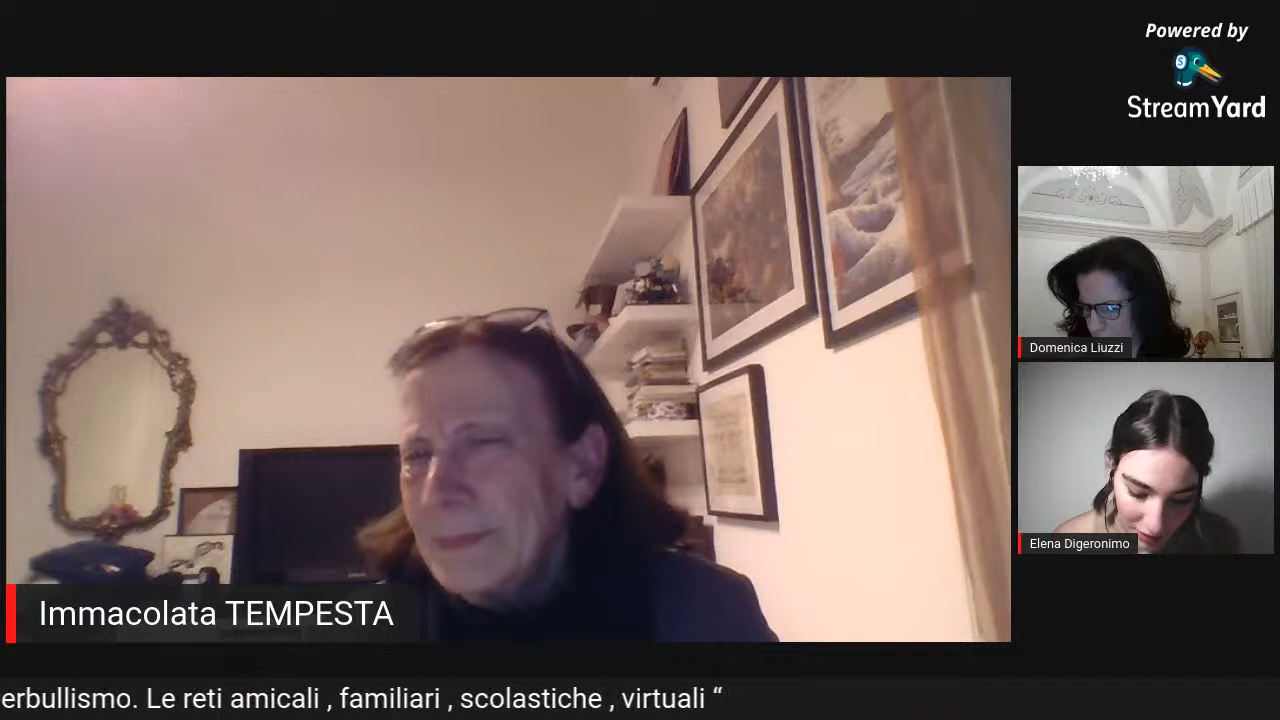 Powered by
StreamYard
Domenica Liuzzi
Elena Digeronimo
Immacolata TEMPESTA
erbullismo. Le reti amicali , familiari , scolastiche , virtuali “